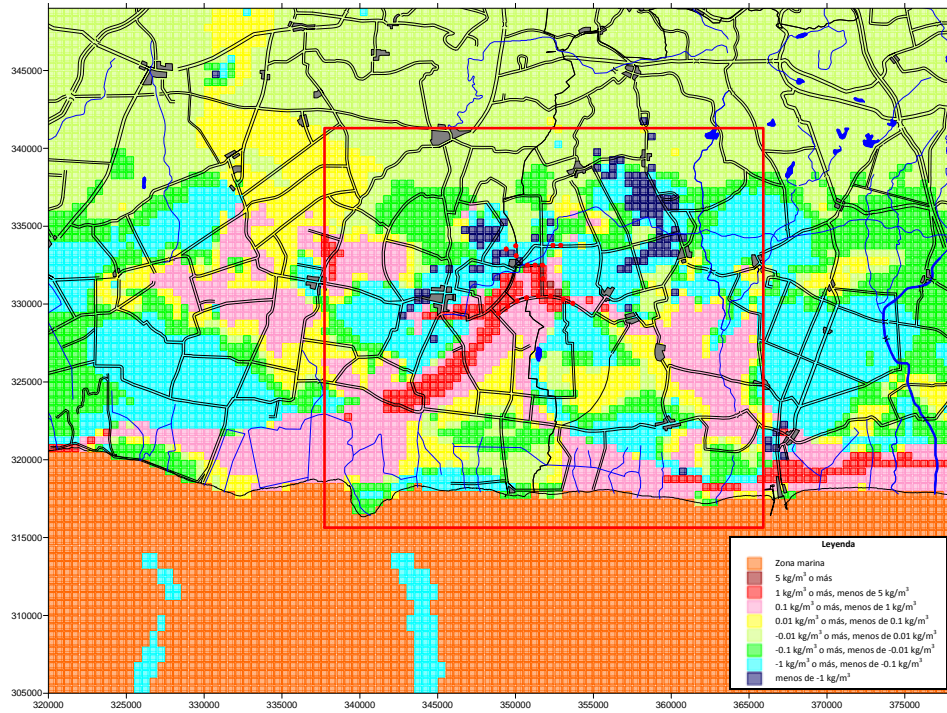 345000
340000
335000
330000
325000
320000
315000
310000
305000
320000 325000 330000 335000 340000 345000 350000 355000 360000 365000 370000 375000
Leyenda
Zona marina
5 kg/m³ o más
1 kg/m³ o más, menos de 5 kg/m³
0.1 kg/m³ o más, menos de 1 kg/m³
0.01 kg/m³ o más, menos de 0.1 kg/m³
-0.01 kg/m³ o más, menos de 0.01 kg/m³
-0.1 kg/m³ o más, menos de -0.01 kg/m³
-1 kg/m³ o más, menos de -0.1 kg/m³
menos de -1 kg/m³